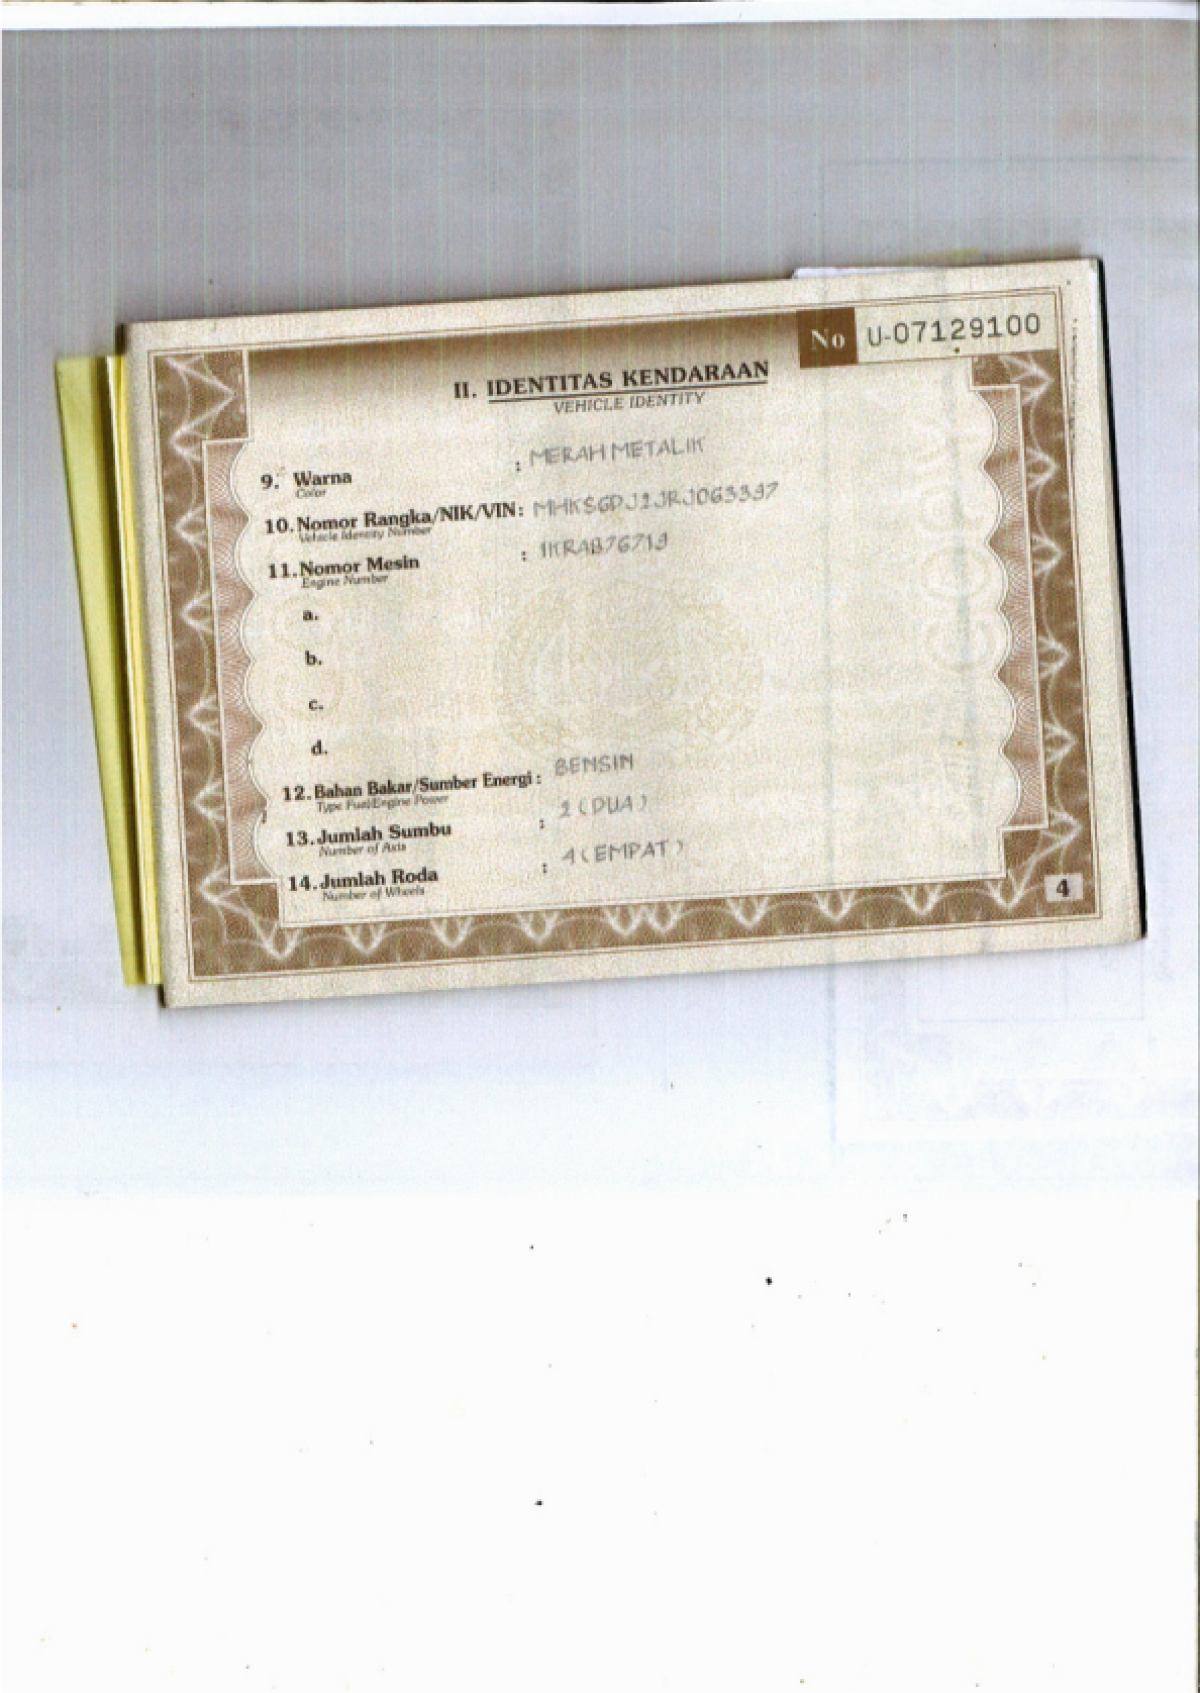 No U-07129100
II. IDENTITAS KENDARAAN
VEHICLE IDENTITY
9. Warna : MERAH METALIK
Color
10. Nomor Rangka/NIK/VIN: MHKS6DJ2JRJ063397
Vehicle Identity Number
11. Nomor Mesin : 1KRA876719
Engine Number
a.
b.
c.
d.
12. Bahan Bakar/Sumber Energi : BENSIN
Type Fuel/Engine Power
13. Jumlah Sumbu : 2 ( DUA )
Number of Axis
14. Jumlah Roda : 4 ( EMPAT )
Number of Wheels
4